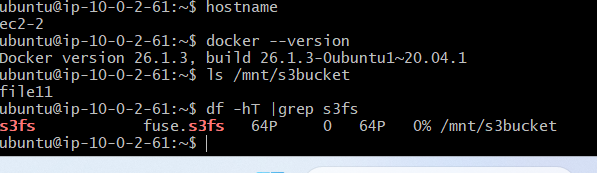 ubuntu@ip-10-0-2-61:~$ hostname
ec2-2
ubuntu@ip-10-0-2-61:~$ docker --version
Docker version 26.1.3, build 26.1.3-0ubuntu1~20.04.1
ubuntu@ip-10-0-2-61:~$ ls /mnt/s3bucket
file11
ubuntu@ip-10-0-2-61:~$ df -hT |grep s3fs
s3fs           fuse.s3fs   64P     0   64P   0% /mnt/s3bucket
ubuntu@ip-10-0-2-61:~$